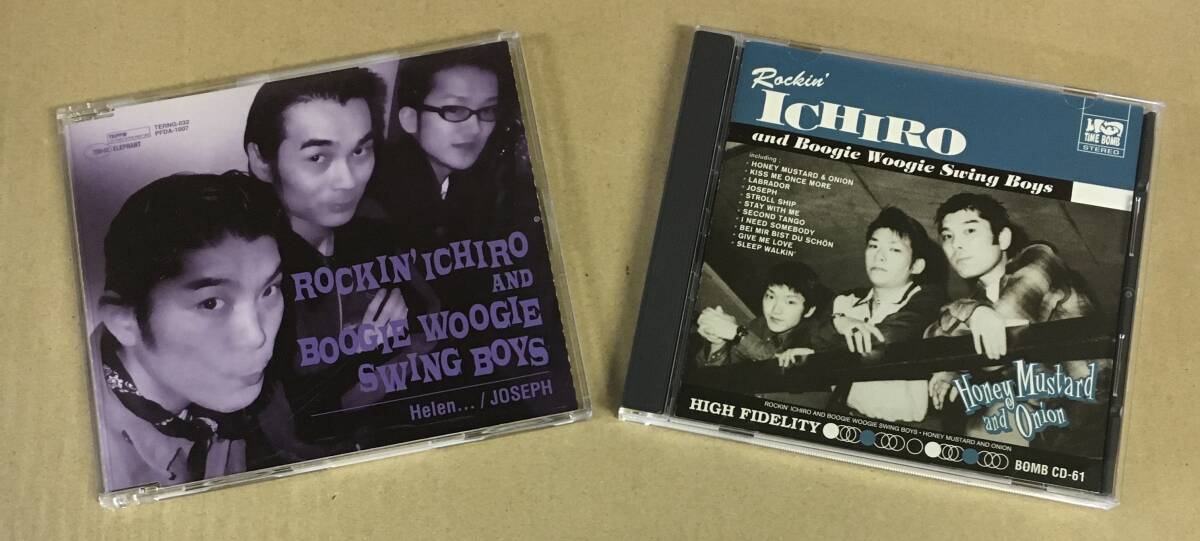 TERNG-032
PFDA-1007
ELEPHANT
ROCKIN' ICHIRO
AND
BOOGIE WOOGIE
SWING BOYS
Helen... / JOSEPH
Rockin'
ICHIRO
and Boogie Woogie Swing Boys
TIME BOMB
STEREO
including :
· HONEY MUSTARD & ONION
· KISS ME ONCE MORE
· LABRADOR
· JOSEPH
· STROLL SHIP
· STAY WITH ME
· SECOND TANGO
· I NEED SOMEBODY
· BEI MIR BIST DU SCHÖN
· GIVE ME LOVE
· SLEEP WALKIN'
Honey Mustard
and Onion
ROCKIN' ICHIRO AND BOOGIE WOOGIE SWING BOYS · HONEY MUSTARD AND ONION
HIGH FIDELITY
BOMB CD-61